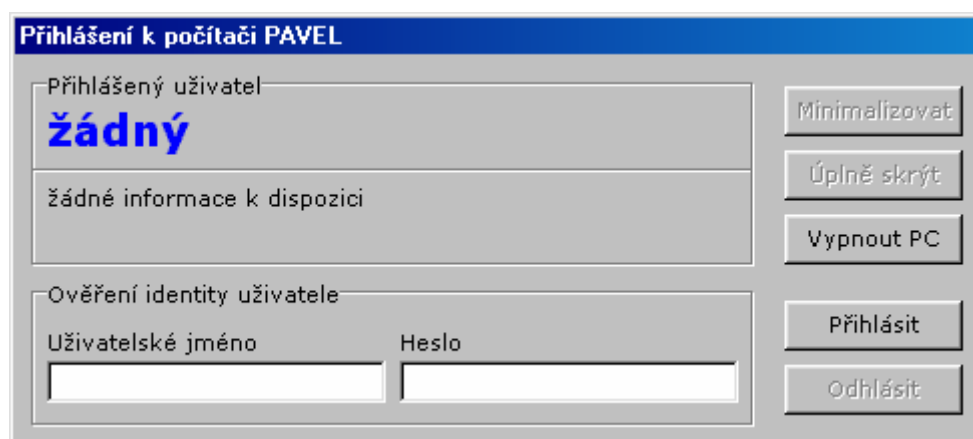 Přihlášení k počítači PAVEL
Přihlášený uživatel
žádný
žádné informace k dispozici
Minimalizovat
Úplně skrýt
Vypnout PC
Ověření identity uživatele
Uživatelské jméno Heslo
Přihlásit
Odhlásit